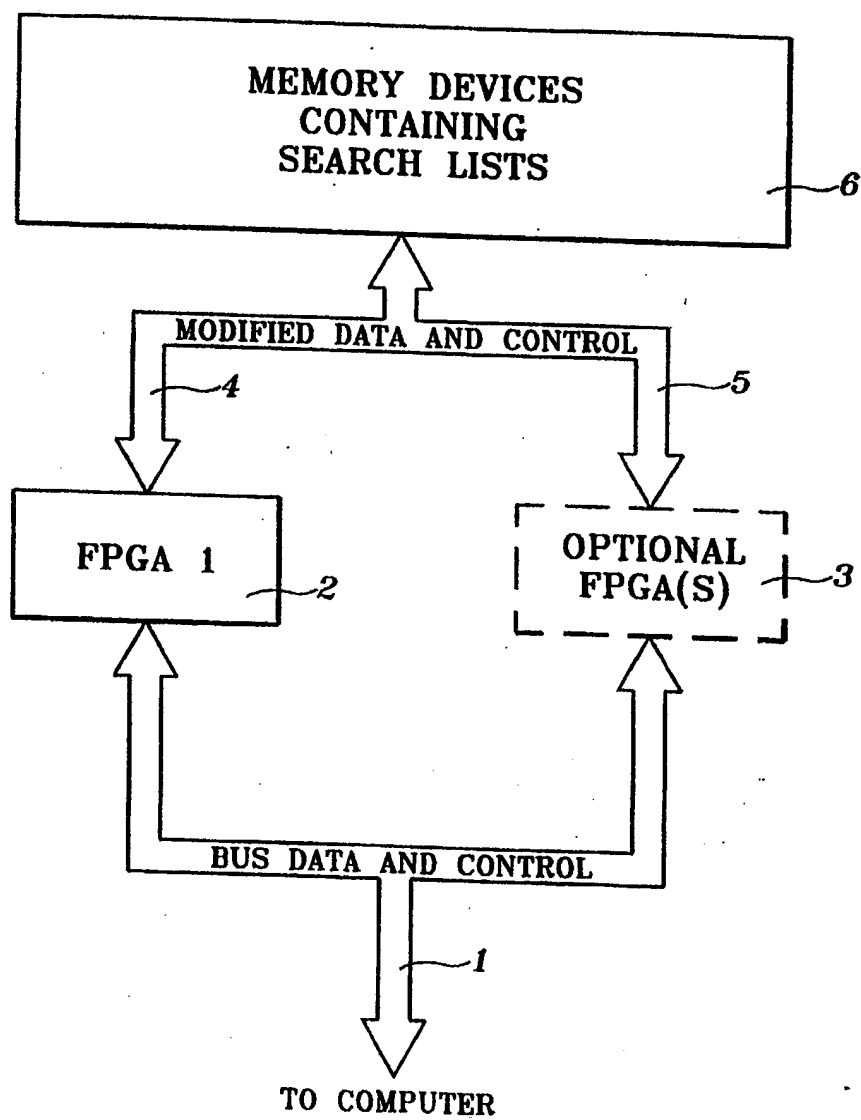 MEMORY DEVICES
CONTAINING
SEARCH LISTS
6
MODIFIED DATA AND CONTROL
4
5
FPGA 1
2
OPTIONAL
FPGA(S)
3
BUS DATA AND CONTROL
1
TO COMPUTER